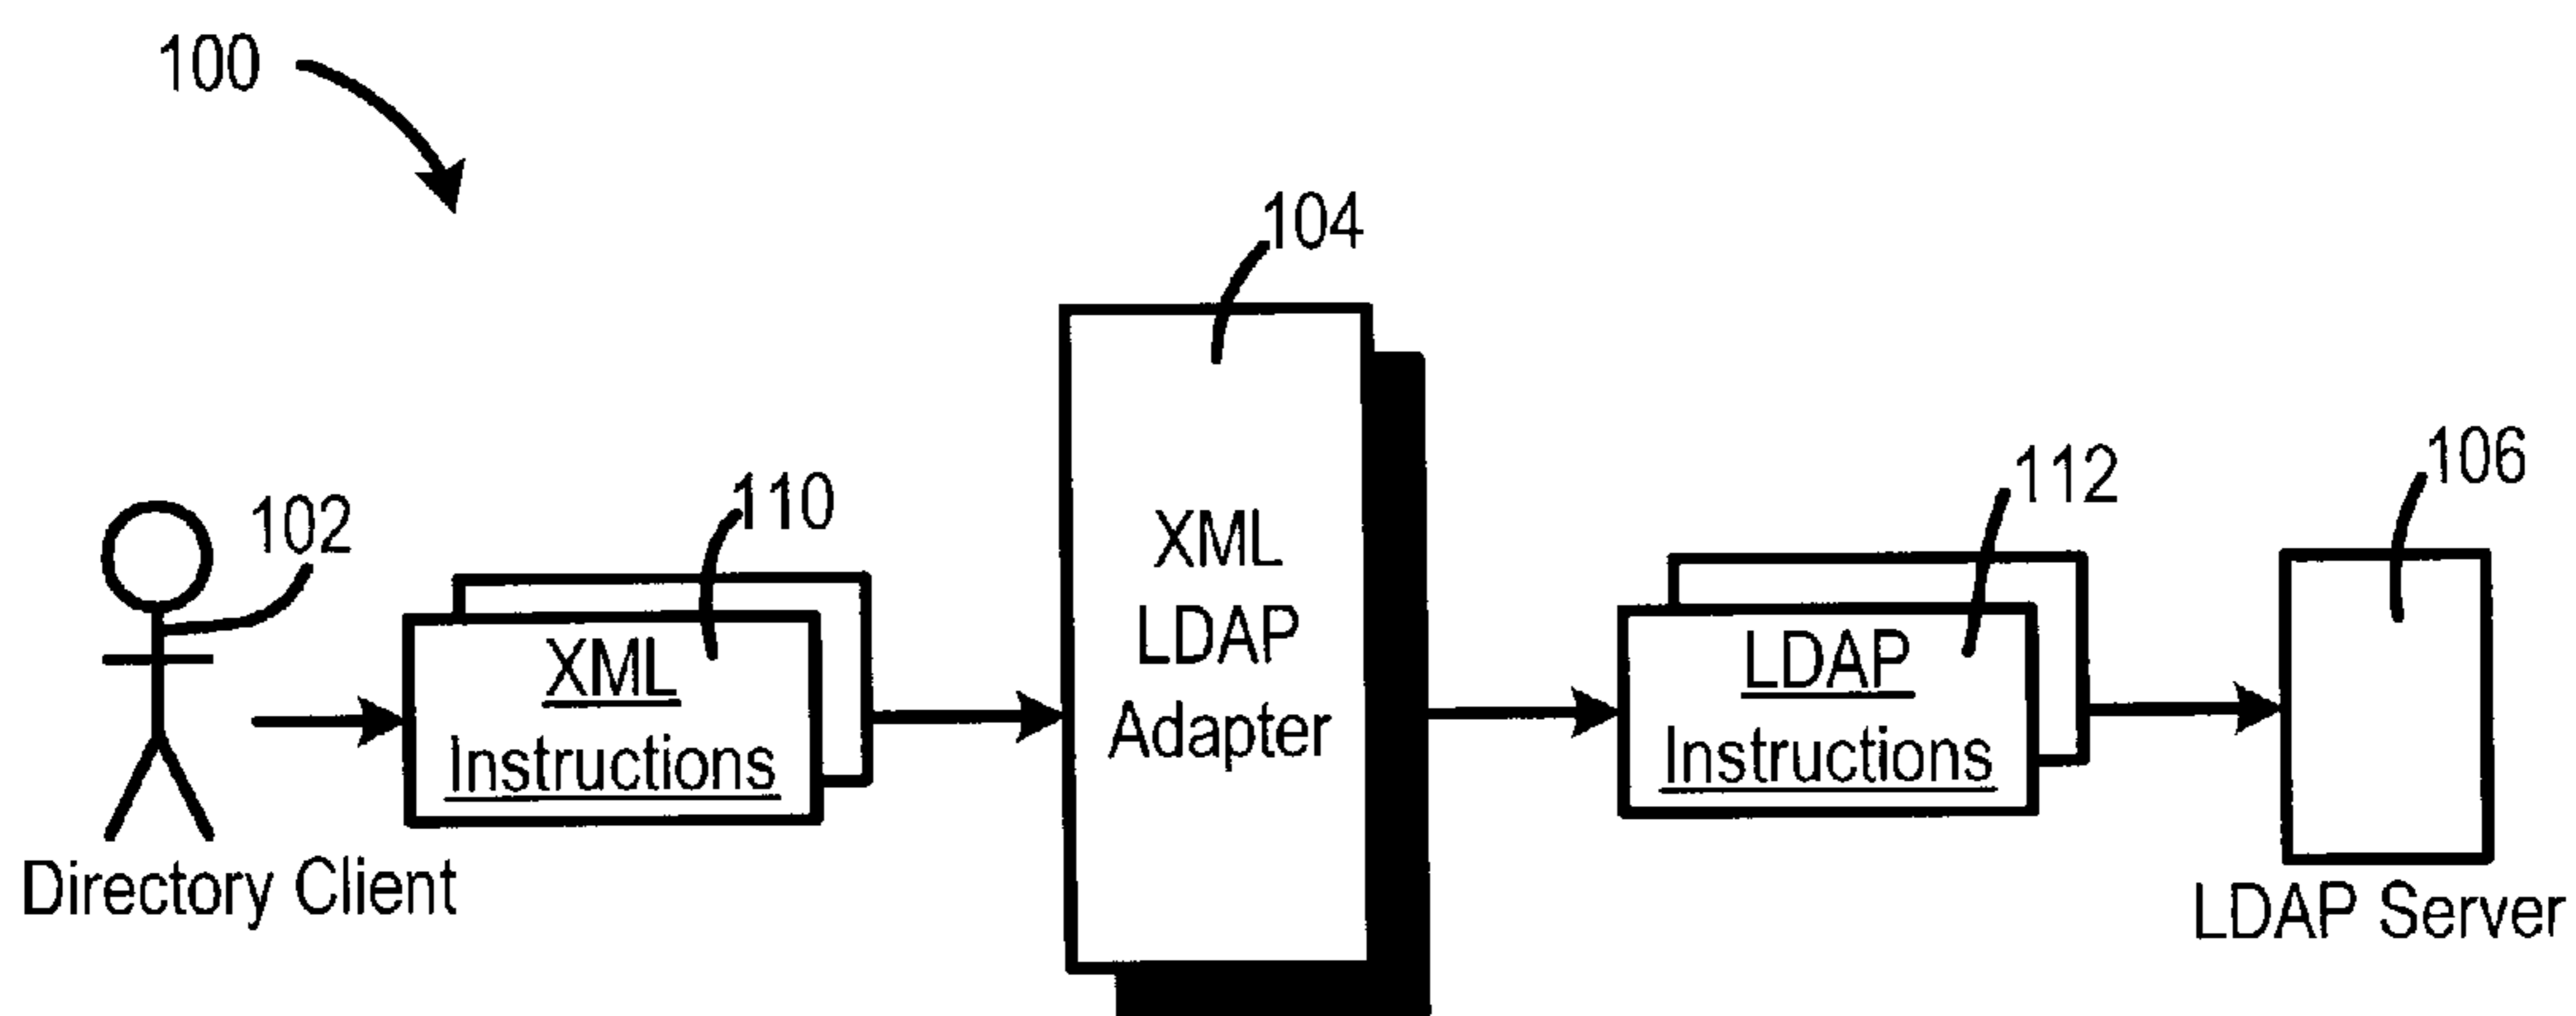 100
104
106
112
110
102
XML
LDAP
Adapter
XML
Instructions
LDAP
Instructions
Directory Client
LDAP Server